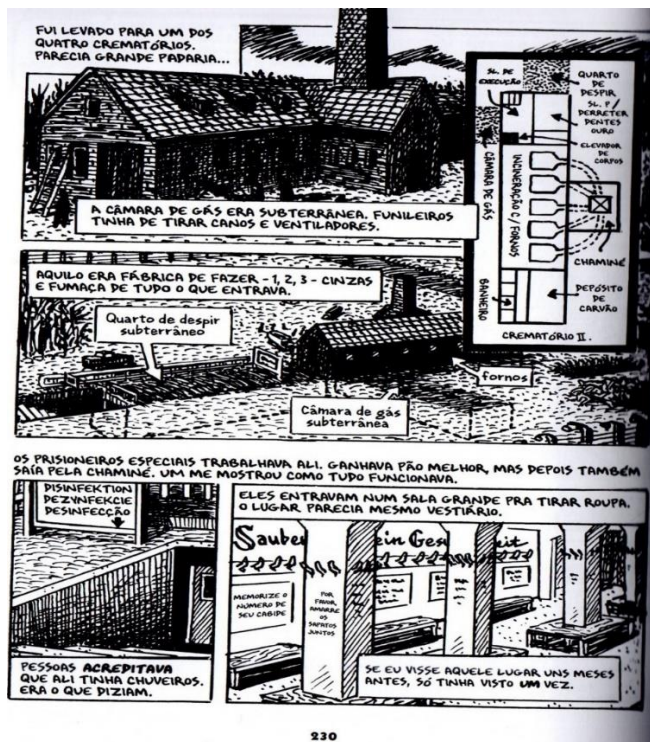 FUI LEVADO PARA UM DOS
QUATRO CREMATÓRIOS.
PARECIA GRANDE PADARIA...
SL. DE
EXECUÇÃO
QUARTO
DE
DESPIR
SL. P/
DERRETER
DENTES
OURO
ELEVADOR
DE
CORPOS
CÂMARA DE GÁS
INCINERAÇÃO C/ FORNOS
CHAMINÉ
BANHEIRO
DEPÓSITO
DE
CARVÃO
CREMATÓRIO II.
A CÂMARA DE GÁS ERA SUBTERRÂNEA. FUNILEIROS
TINHA DE TIRAR CANOS E VENTILADORES.
AQUILO ERA FÁBRICA DE FAZER - 1, 2, 3 - CINZAS
E FUMAÇA DE TUDO O QUE ENTRAVA.
Quarto de despir
subterrâneo
fornos
Câmara de gás
subterrânea
OS PRISIONEIROS ESPECIAIS TRABALHAVA ALI. GANHAVA PÃO MELHOR, MAS DEPOIS TAMBÉM
SAÍA PELA CHAMINÉ. UM ME MOSTROU COMO TUDO FUNCIONAVA.
DISINFEKTION
DEZYNFEKCIE
DESINFECÇÃO
PESSOAS ACREDITAVA
QUE ALI TINHA CHUVEIROS.
ERA O QUE DIZIAM.
ELES ENTRAVAM NUM SALA GRANDE PRA TIRAR ROUPA.
O LUGAR PARECIA MESMO VESTIÁRIO.
Sauber ein Ges eit
MEMORIZE O
NÚMERO DE
SEU CABIDE
POR
FAVOR,
AMARRE
OS
SAPATOS
JUNTOS
SE EU VISSE AQUELE LUGAR UNS MESES
ANTES, SÓ TINHA VISTO UM VEZ.
230